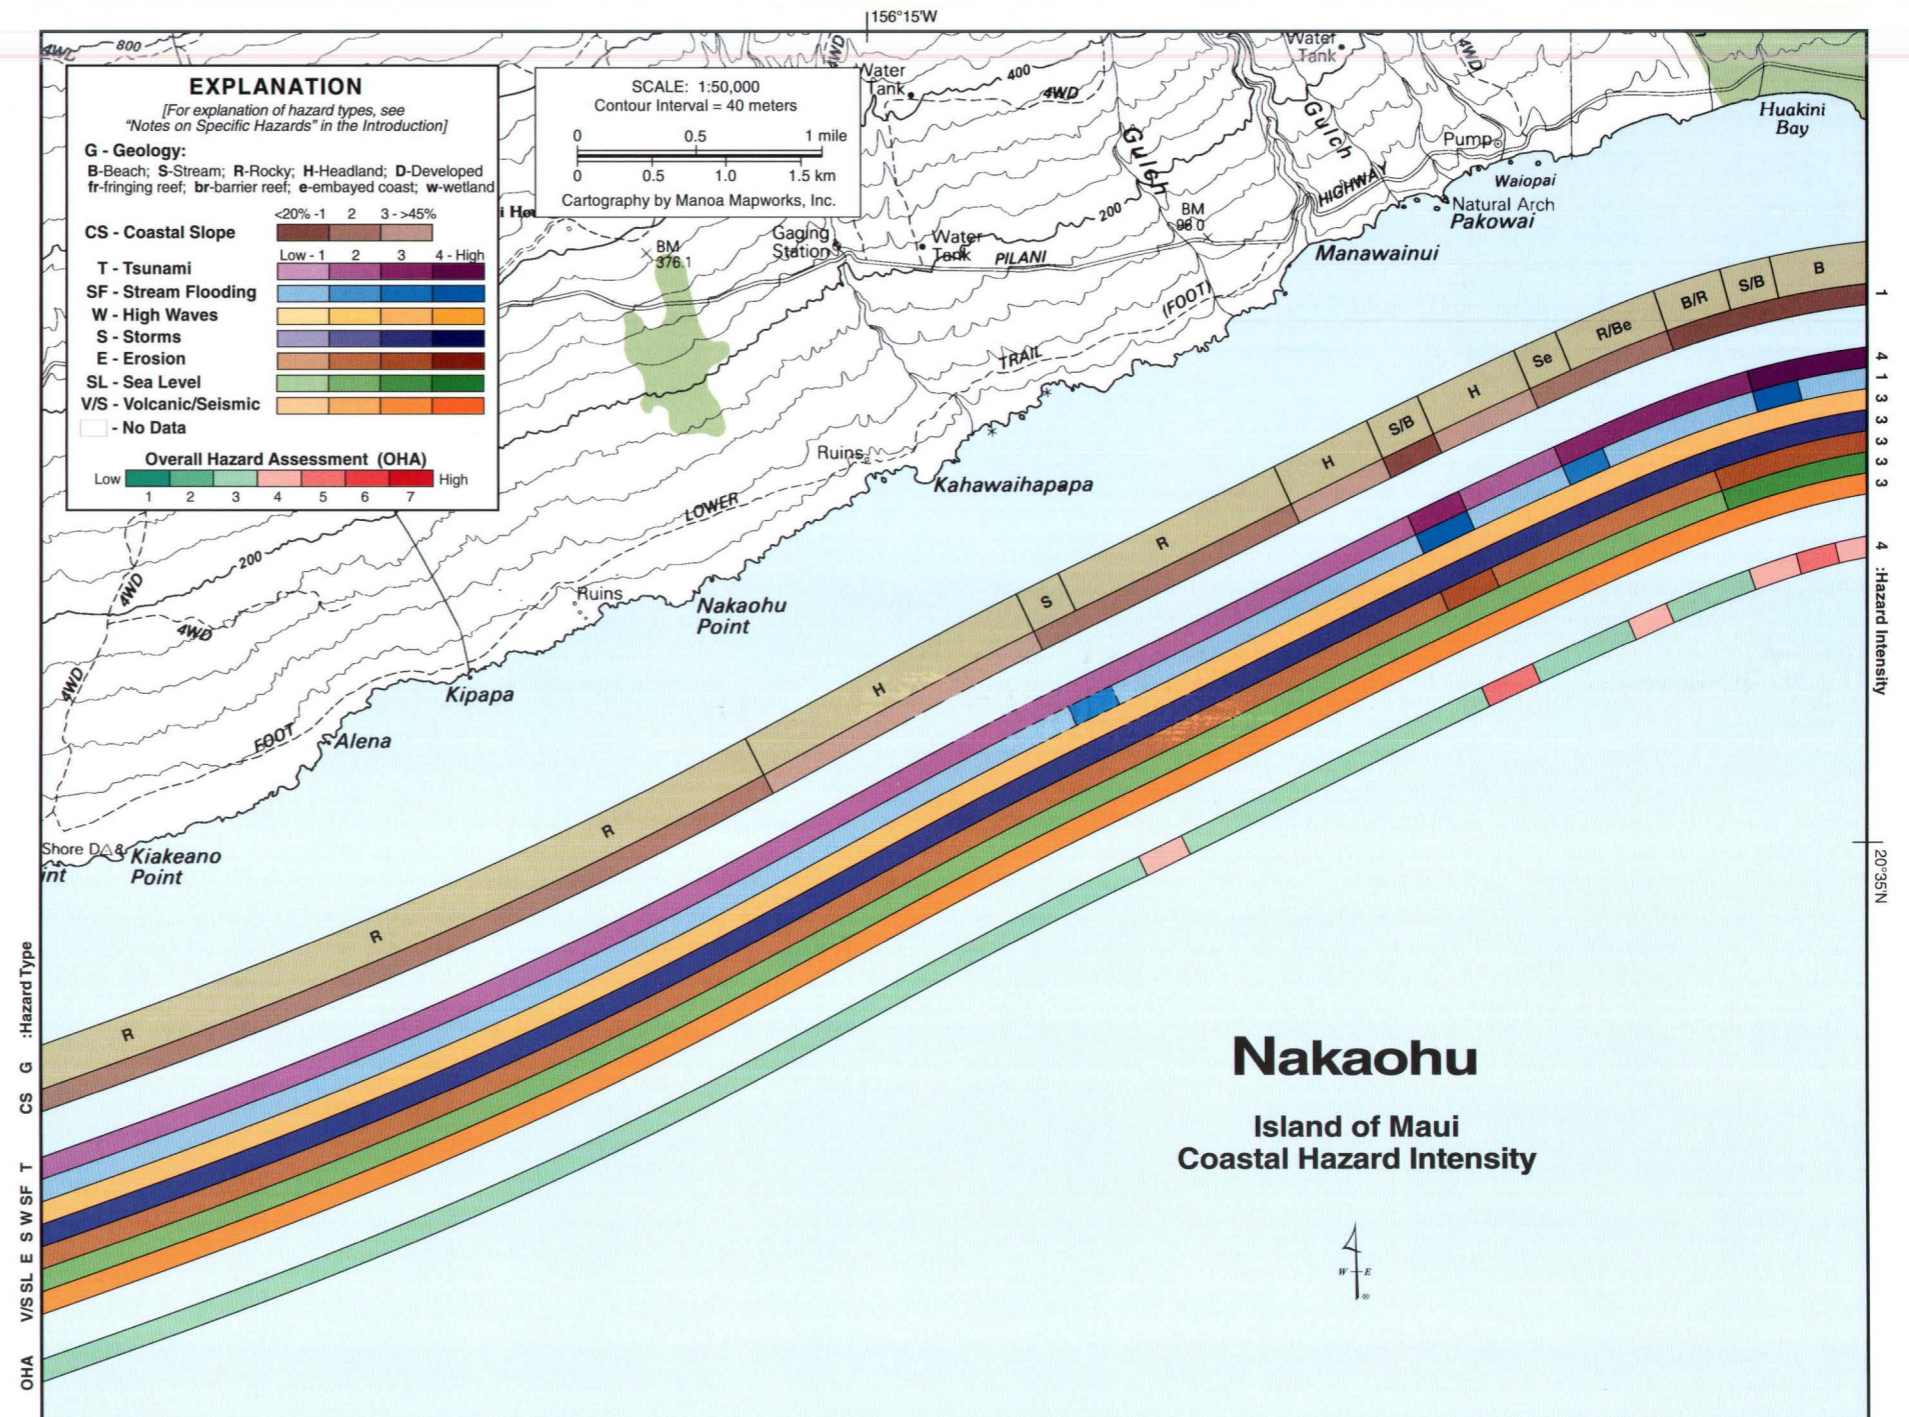 156°15'W
4WD
800
EXPLANATION
[For explanation of hazard types, see
“Notes on Specific Hazards” in the Introduction]
G - Geology:
B-Beach; S-Stream; R-Rocky; H-Headland; D-Developed
fr-fringing reef; br-barrier reef; e-embayed coast; w-wetland
<20% -1 2 3 - >45%
CS - Coastal Slope
Low - 1 2 3 4 - High
T - Tsunami
SF - Stream Flooding
W - High Waves
S - Storms
E - Erosion
SL - Sea Level
V/S - Volcanic/Seismic
- No Data
Overall Hazard Assessment (OHA)
Low High
1 2 3 4 5 6 7
SCALE: 1:50,000
Contour Interval = 40 meters
0 0.5 1 mile
0 0.5 1.0 1.5 km
Cartography by Manoa Mapworks, Inc.
4WD
Water
Tank
400
4WD
Gulch
Water
Tank
Gulch
4WD
Huakini
Bay
Pump
Waiopai
Natural Arch
Pakowai
HIGHWAY
Manawainui
200
BM
96.0
BM
376.1
Gaging
Station
Water
Tank
PILANI
(FOOT)
TRAIL
Ruins
Kahawaihapapa
LOWER
200
4WD
4WD
4WD
Ruins
Nakaohu
Point
Kipapa
FOOT
Alena
Shore D
Kiakeano
Point
int
R
R
R
H
S
R
H
S/B
H
Se
R/Be
B/R
S/B
B
1
4
1
3
3
3
3
3
4
:Hazard Intensity
20°35'N
:Hazard Type
G
CS
T
SF
W
S
E
SL
V/S
OHA
Nakaohu
Island of Maui
Coastal Hazard Intensity
W E